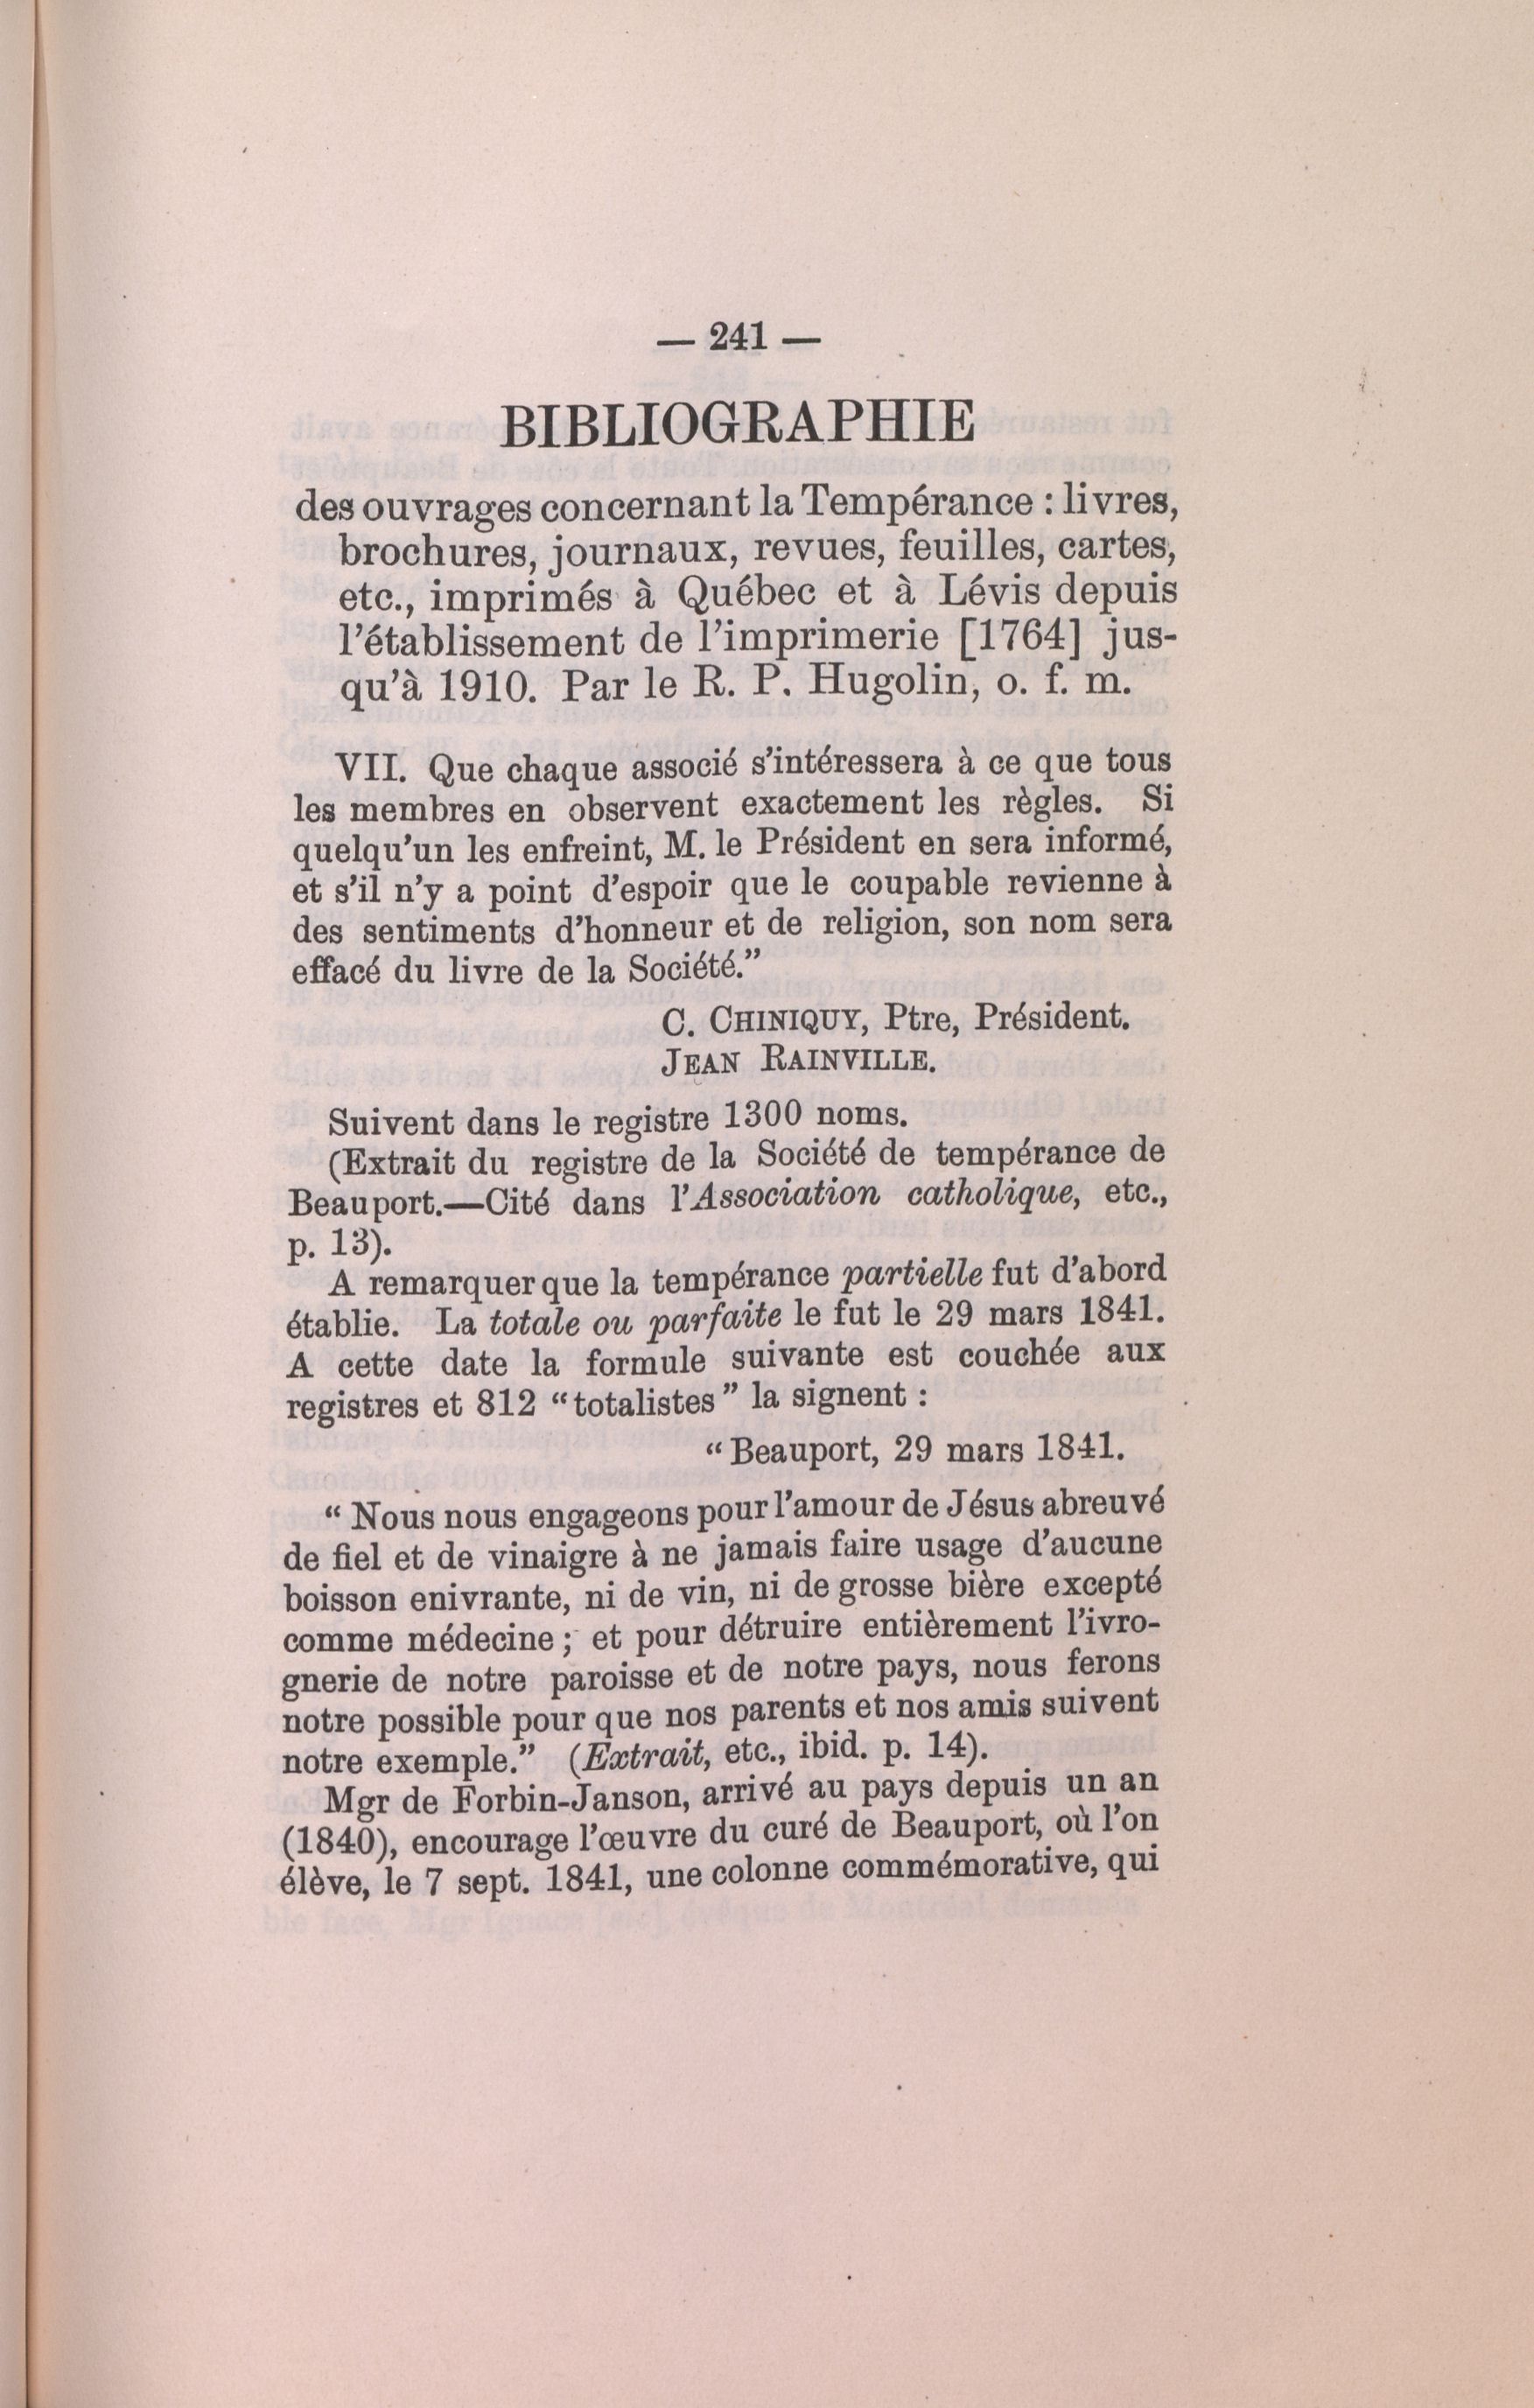 — 241 —
BIBLIOGRAPHIE
des ouvrages concernant la Tempérance : livres,
brochures, journaux, revues, feuilles, cartes,
etc., imprimés à Québec et à Lévis depuis
l'établissement de l'imprimerie [1764] jus-
qu'à 1910. Par le R. P. Hugolin, o. f. m.
VII. Que chaque associé s'intéressera à ce que tous
les membres en observent exactement les règles. Si
quelqu'un les enfreint, M. le Président en sera informé,
et s'il n'y a point d'espoir que le coupable revienne à
des sentiments d'honneur et de religion, son nom sera
effacé du livre de la Société.”
C. CHINIQUY, Ptre, Président.
JEAN RAINVILLE.
Suivent dans le registre 1300 noms.
(Extrait du registre de la Société de tempérance de
Beauport.—Cité dans l'Association catholique, etc.,
p. 13).
A remarquer que la tempérance partielle fut d'abord
établie. La totale ou parfaite le fut le 29 mars 1841.
A cette date la formule suivante est couchée aux
registres et 812 “totalistes” la signent :
“Beauport, 29 mars 1841.
“ Nous nous engageons pour l'amour de Jésus abreuvé
de fiel et de vinaigre à ne jamais faire usage d'aucune
boisson enivrante, ni de vin, ni de grosse bière excepté
comme médecine ; et pour détruire entièrement l'ivro-
gnerie de notre paroisse et de notre pays, nous ferons
notre possible pour que nos parents et nos amis suivent
notre exemple.” (Extrait, etc., ibid. p. 14).
Mgr de Forbin-Janson, arrivé au pays depuis un an
(1840), encourage l'œuvre du curé de Beauport, où l'on
élève, le 7 sept. 1841, une colonne commémorative, qui